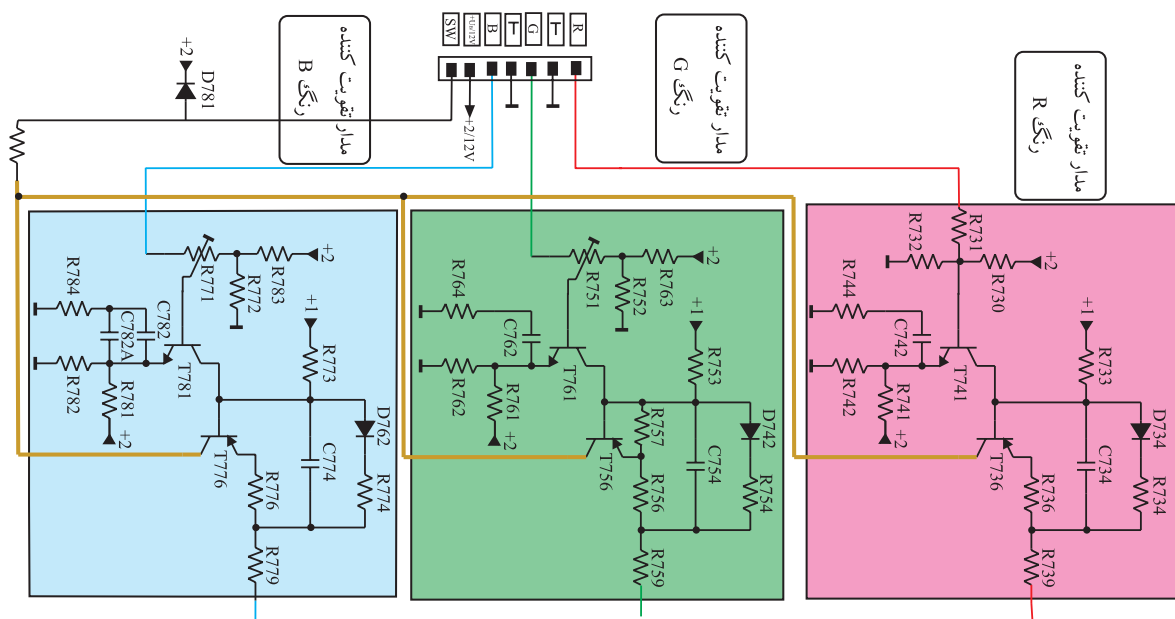 SW
+U₈/12V
B
T
G
T
R
مدار تقویت کننده
رنگ B
مدار تقویت کننده
رنگ G
مدار تقویت کننده
رنگ R
+2
D781
+2/12V
R784
C782
C782A
R782
R781
+2
R771
R772
R783
+2
T781
+1
R773
D762
C774
R774
T776
R776
R779
R764
C762
R762
R761
+2
R751
R752
R763
+2
T761
+1
R753
D742
R757
C754
R754
T756
R756
R759
R732
R731
R730
+2
R744
C742
R742
R741
+2
T741
+1
R733
D734
C734
R734
T736
R736
R739